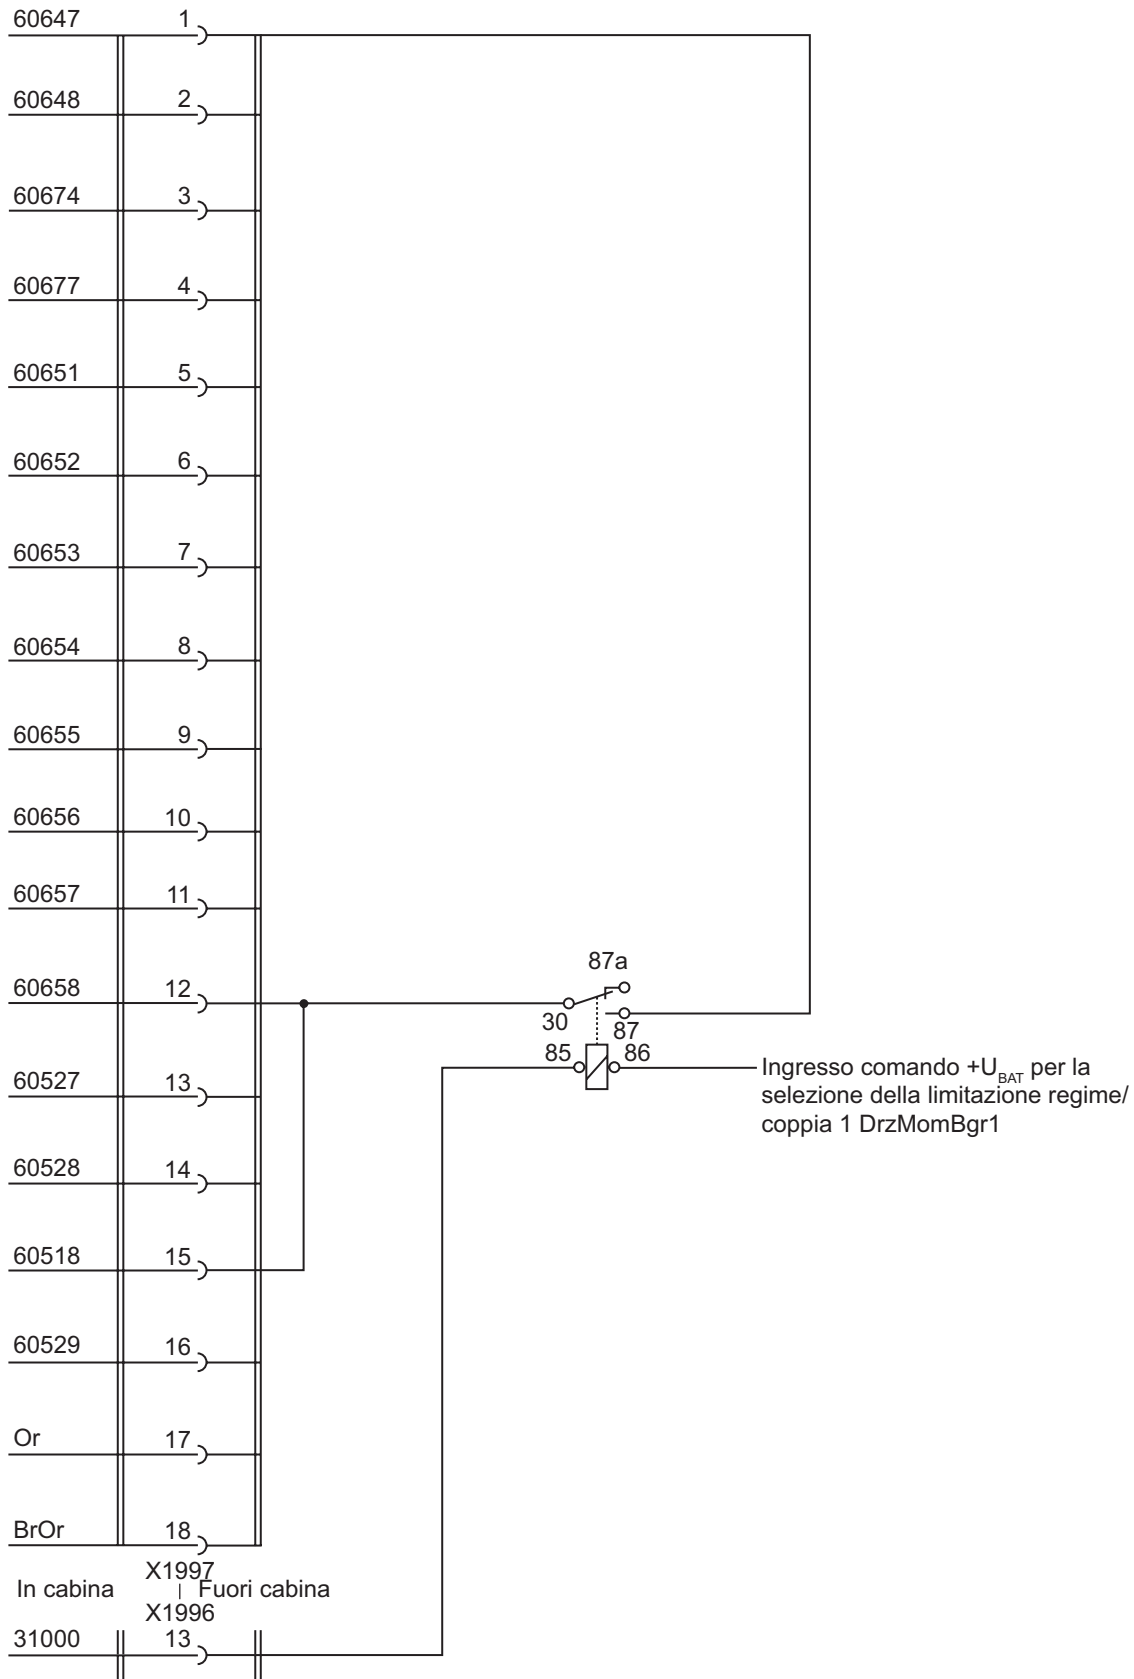 60647 1
60648 2
60674 3
60677 4
60651 5
60652 6
60653 7
60654 8
60655 9
60656 10
60657 11
87a
60658 12
30
87
85 86
Ingresso comando +U_BAT per la
selezione della limitazione regime/
coppia 1 DrzMomBgr1
60527 13
60528 14
60518 15
60529 16
Or 17
BrOr 18
X1997
In cabina | Fuori cabina
X1996
31000 13